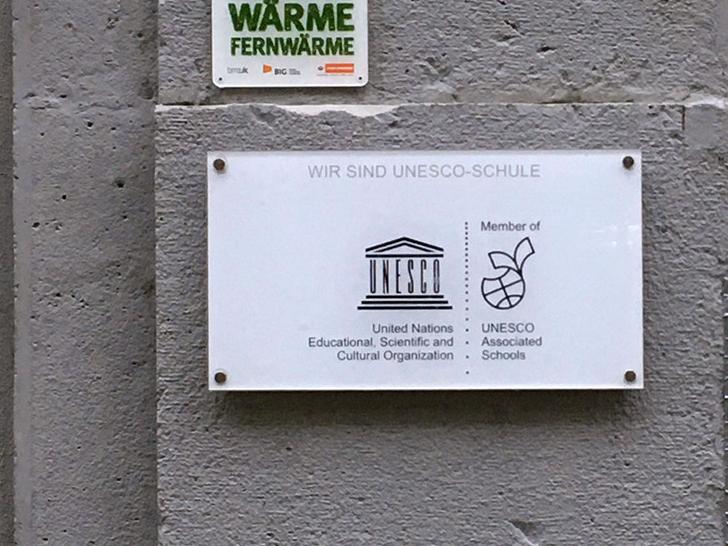 WÄRME
FERNWÄRME
BIG
WIR SIND UNESCO-SCHULE
UNESCO
United Nations
Educational, Scientific and
Cultural Organization
Member of
UNESCO
Associated
Schools